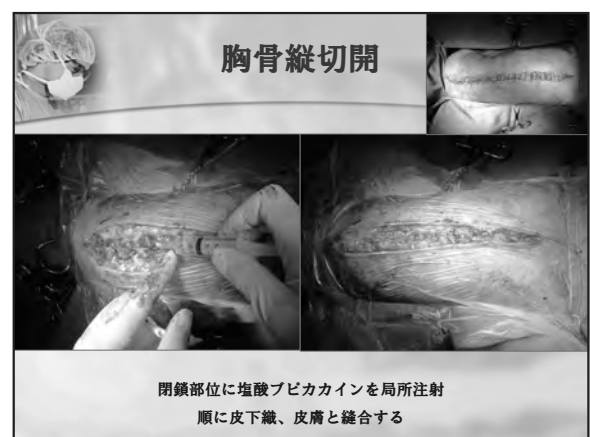 胸骨縦切開
閉鎖部位に塩酸ブピカカインを局所注射
順に皮下織、皮膚と縫合する